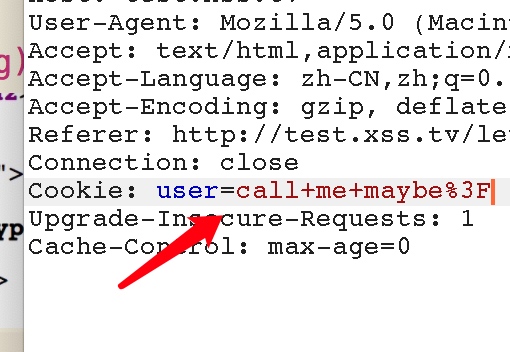 User-Agent: Mozilla/5.0 (Macin
Accept: text/html,application/
Accept-Language: zh-CN,zh;q=0.
Accept-Encoding: gzip, deflate
Referer: http://test.xss.tv/le
Connection: close
Cookie: user=call+me+maybe%3F
Upgrade-Insecure-Requests: 1
Cache-Control: max-age=0
g)
">
yp
>